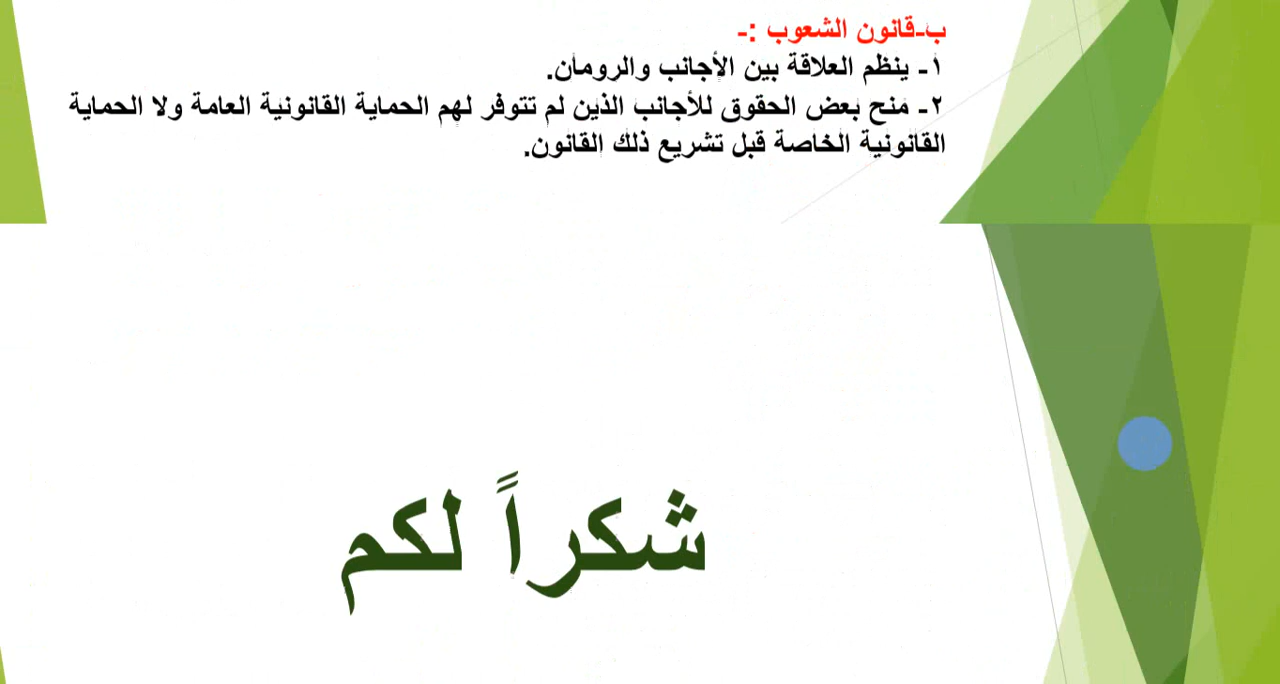 ب-قانون الشعوب :-
١- ينظم العلاقة بين الأجانب والرومان.
٢- منح بعض الحقوق للأجانب الذين لم تتوفر لهم الحماية القانونية العامة ولا الحماية
القانونية الخاصة قبل تشريع ذلك القانون.
شكراً لكم